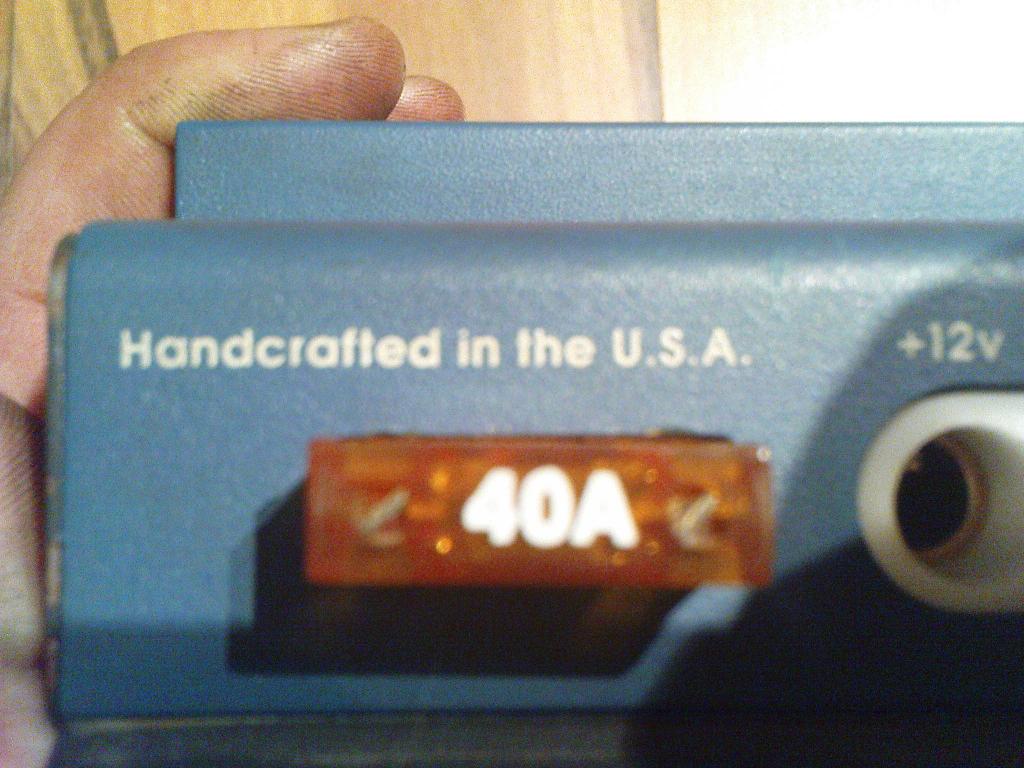 Handcrafted in the U.S.A.
+12v
40A